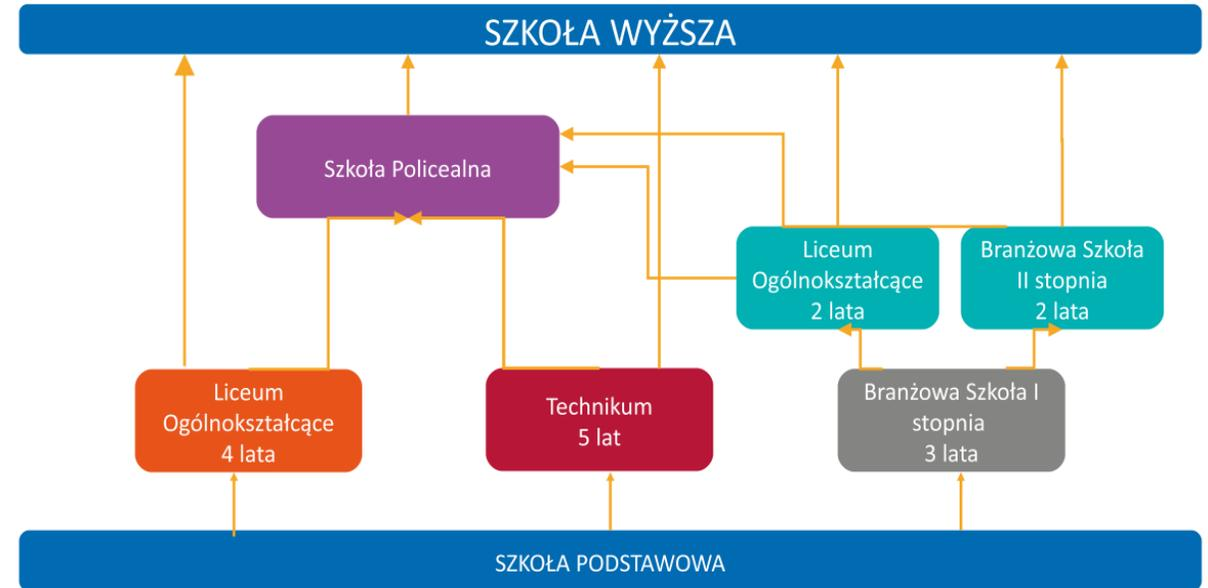 SZKOŁA WYŻSZA
Szkoła Policealna
Liceum
Ogólnokształcące
2 lata
Branżowa Szkoła
II stopnia
2 lata
Liceum
Ogólnokształcące
4 lata
Technikum
5 lat
Branżowa Szkoła I
stopnia
3 lata
SZKOŁA PODSTAWOWA